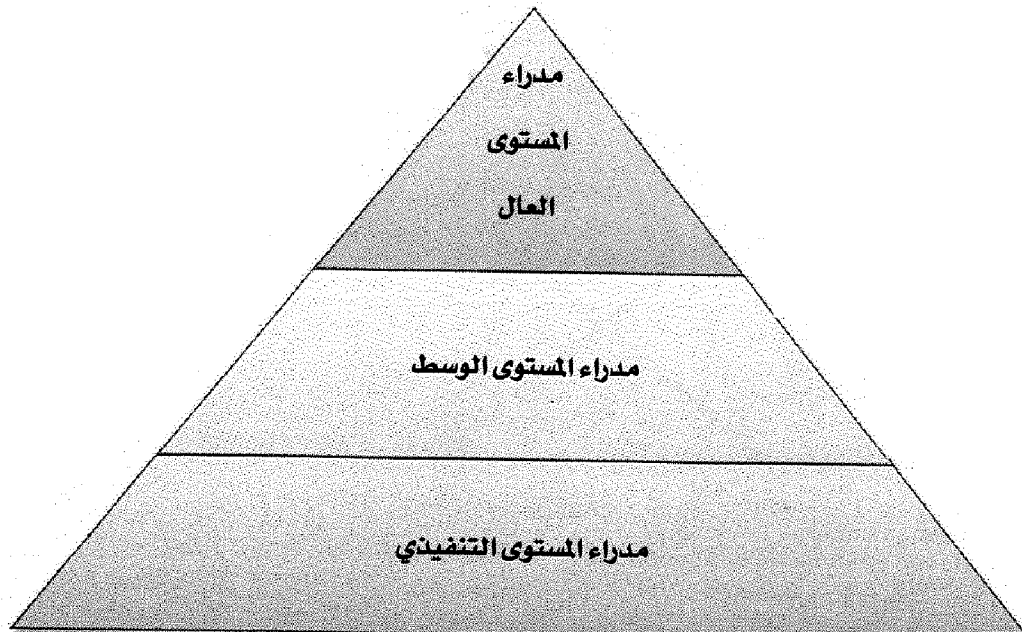 مدراء
المستوى
العال
مدراء المستوى الوسط
مدراء المستوى التنفيذي